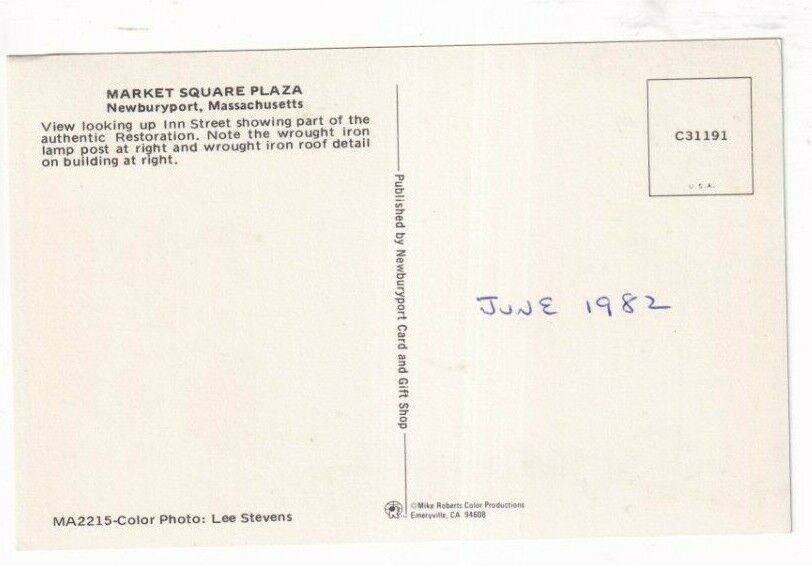 MARKET SQUARE PLAZA
Newburyport, Massachusetts
View looking up Inn Street showing part of the
authentic Restoration. Note the wrought iron
lamp post at right and wrought iron roof detail
on building at right.
Published by Newburyport Card and Gift Shop
C31191
U.S.A.
JUNE 1982
MA2215-Color Photo: Lee Stevens
©Mike Roberts Color Productions
Emeryville, CA 94608